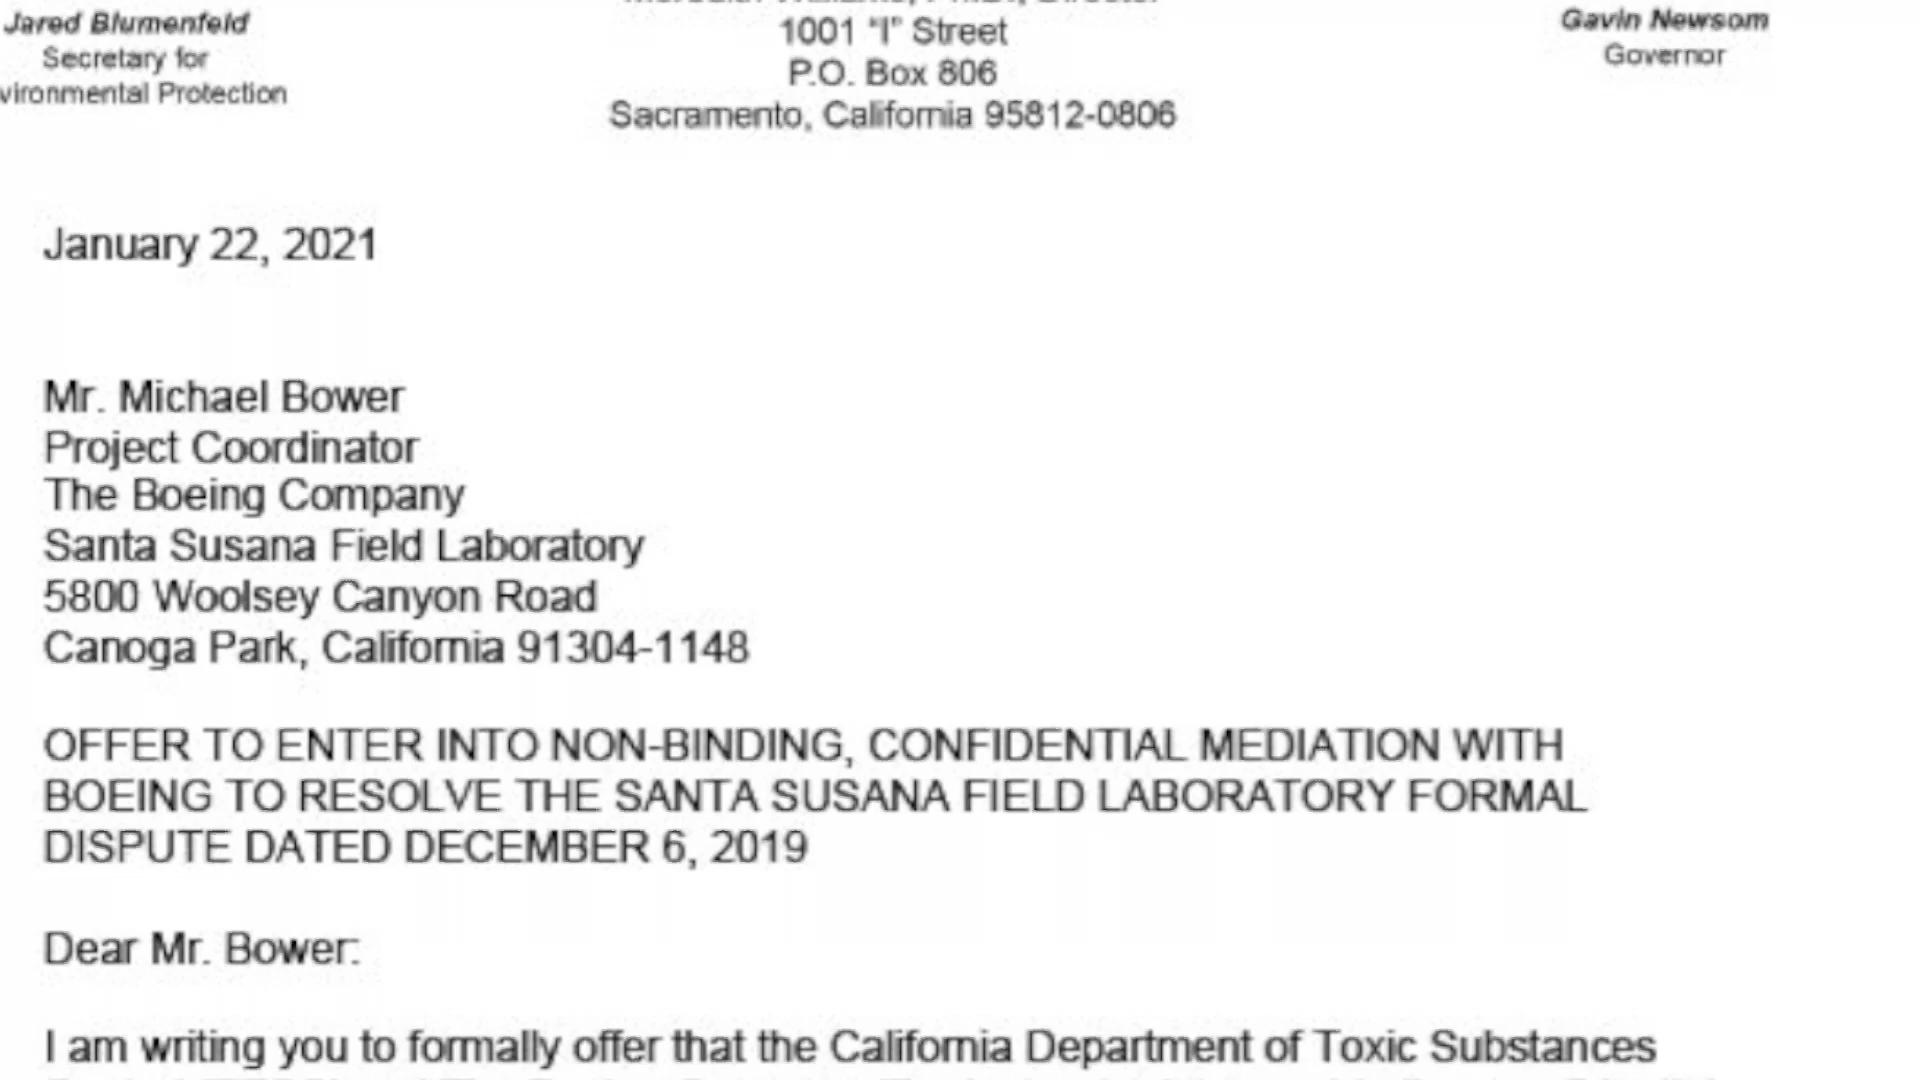 Jared Blumenfeld
Secretary for
vironmental Protection
1001 "I" Street
P.O. Box 806
Sacramento, California 95812-0806
Gavin Newsom
Governor
January 22, 2021
Mr. Michael Bower
Project Coordinator
The Boeing Company
Santa Susana Field Laboratory
5800 Woolsey Canyon Road
Canoga Park, California 91304-1148
OFFER TO ENTER INTO NON-BINDING, CONFIDENTIAL MEDIATION WITH
BOEING TO RESOLVE THE SANTA SUSANA FIELD LABORATORY FORMAL
DISPUTE DATED DECEMBER 6, 2019
Dear Mr. Bower:
I am writing you to formally offer that the California Department of Toxic Substances